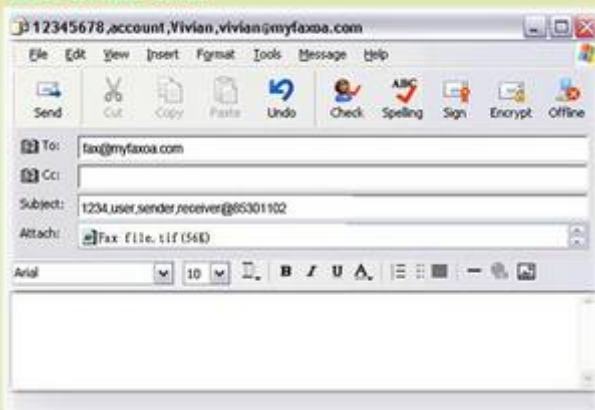 12345678,account,Vivian,vivian@myfaxoa.com
File Edit View Insert Format Tools Message Help
Send Cut Copy Paste Undo Check Spelling Sign Encrypt Offline
To: fax@myfaxoa.com
Cc:
Subject: 1234,user,sender,receiver@85301102
Attach: Fax file.tif (56K)
Arial 10 B I U A